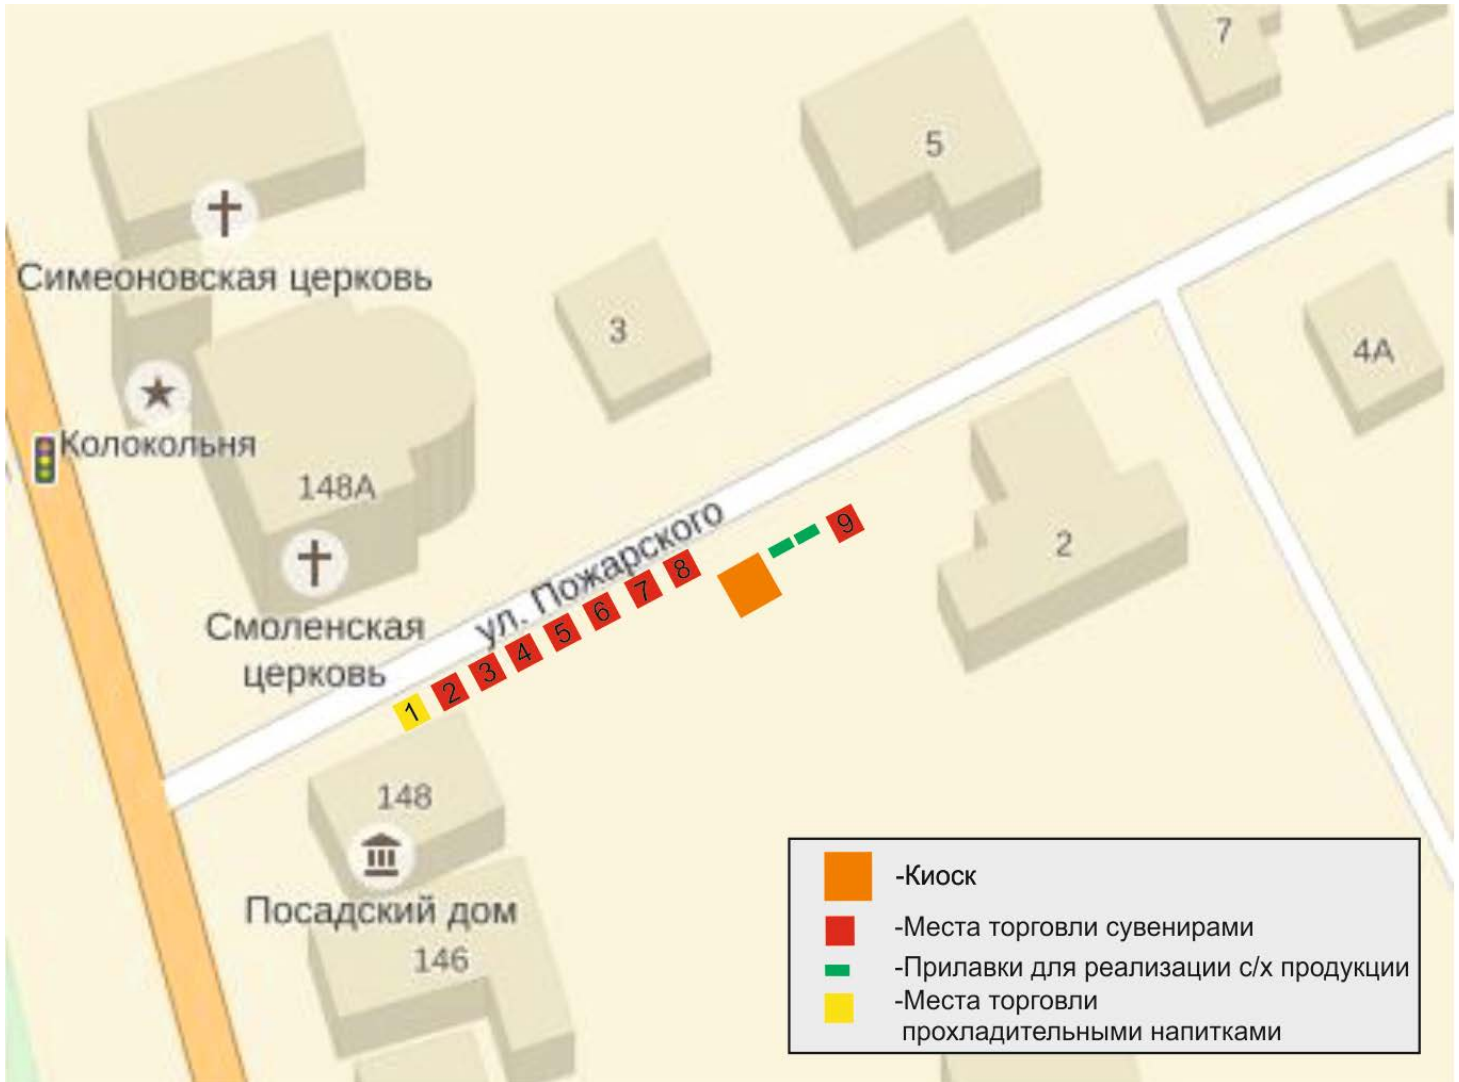 7
5
Симеоновская церковь
3
4А
Колокольня
148А
2
ул. Пожарского
Смоленская
церковь
1
2
3
4
5
6
7
8
9
148
Посадский дом
146
-Киоск
-Места торговли сувенирами
-Прилавки для реализации с/х продукции
-Места торговли
прохладительными напитками